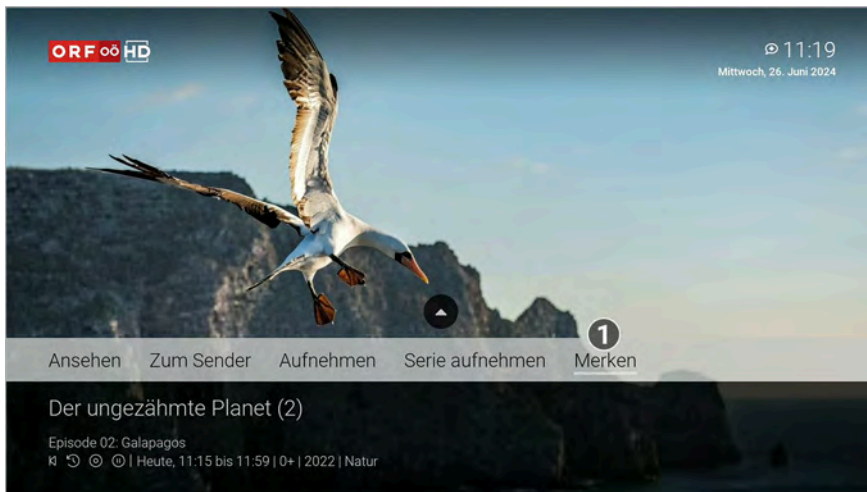 ORF oö HD
11:19
Mittwoch, 26. Juni 2024
1
Ansehen Zum Sender Aufnehmen Serie aufnehmen Merken
Der ungezähmte Planet (2)
Episode 02: Galapagos
| Heute, 11:15 bis 11:59 | 0+ | 2022 | Natur